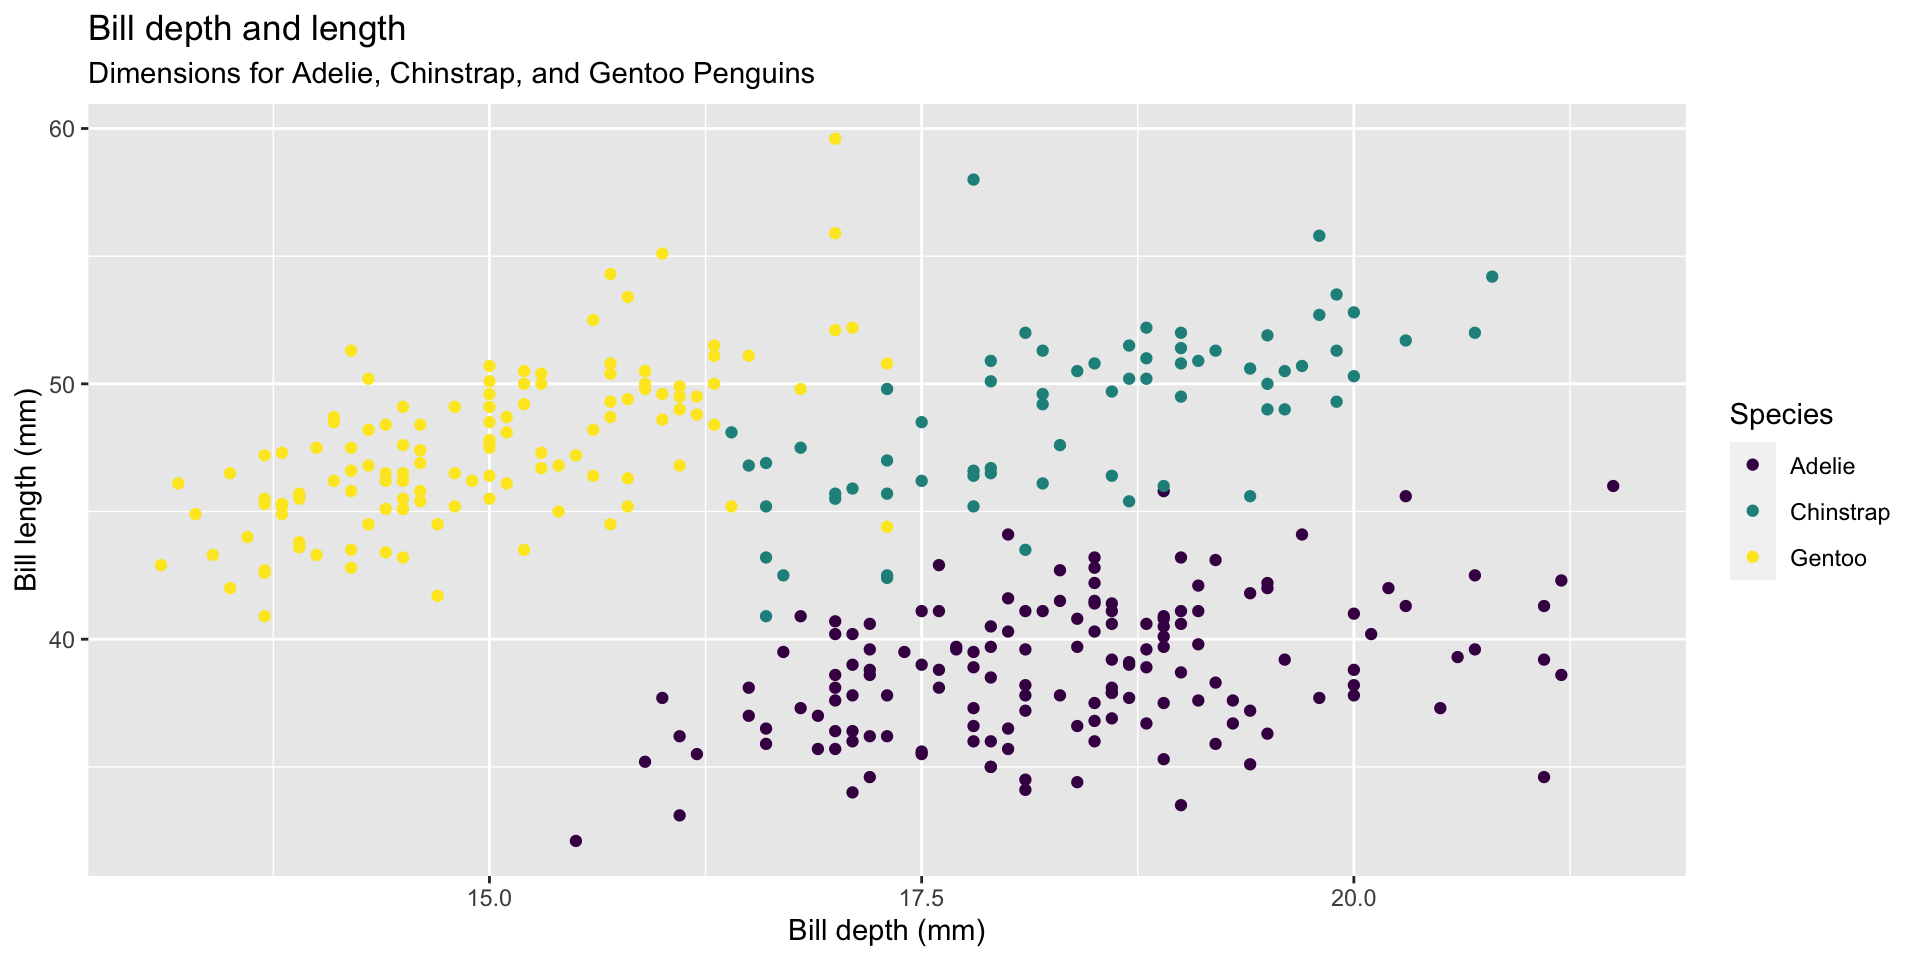 Bill depth and length
Dimensions for Adelie, Chinstrap, and Gentoo Penguins
60
50
40
Bill length (mm)
15.0
17.5
20.0
Bill depth (mm)
Species
Adelie
Chinstrap
Gentoo